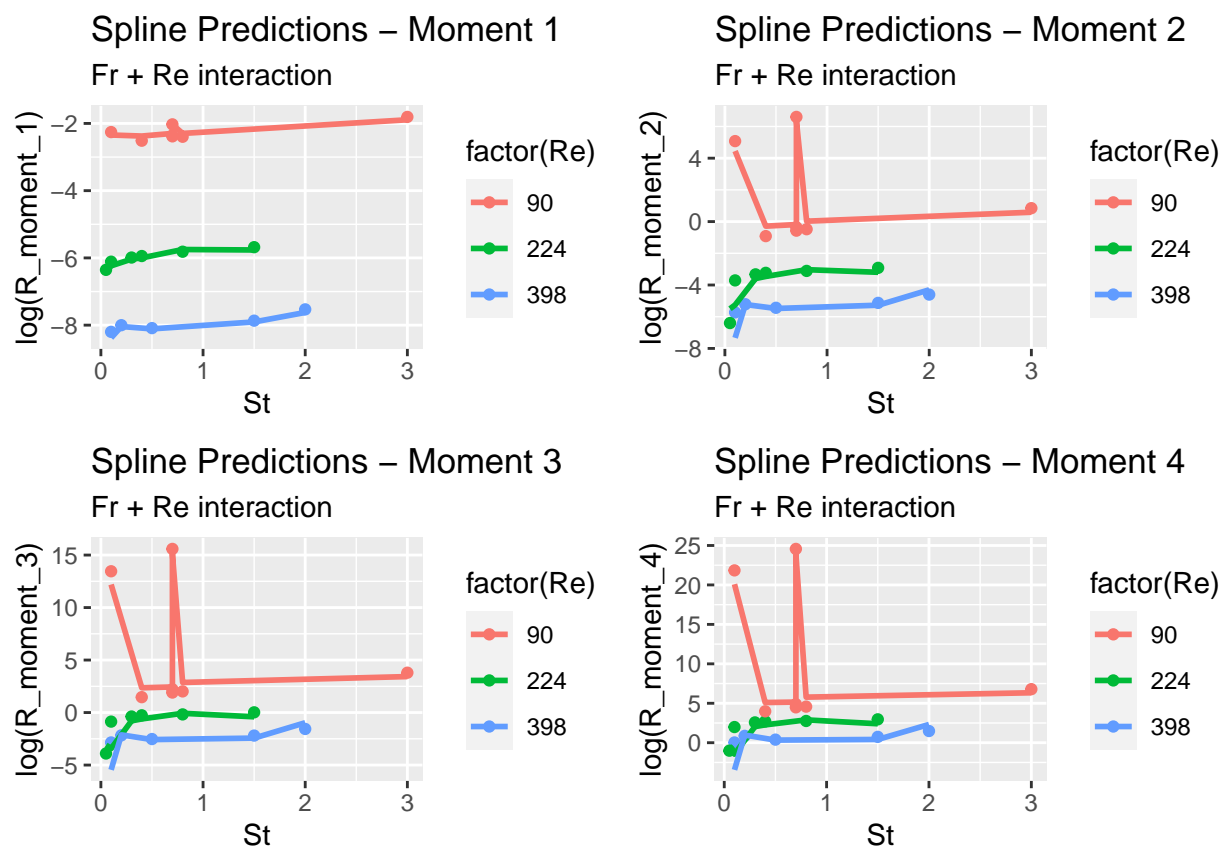 Spline Predictions – Moment 1
Fr + Re interaction
log(R_moment_1)
−2
−4
−6
−8
0 1 2 3
St
factor(Re)
90
224
398
Spline Predictions – Moment 2
Fr + Re interaction
log(R_moment_2)
4
0
−4
−8
0 1 2 3
St
factor(Re)
90
224
398
Spline Predictions – Moment 3
Fr + Re interaction
log(R_moment_3)
15
10
5
0
−5
0 1 2 3
St
factor(Re)
90
224
398
Spline Predictions – Moment 4
Fr + Re interaction
log(R_moment_4)
25
20
15
10
5
0
0 1 2 3
St
factor(Re)
90
224
398